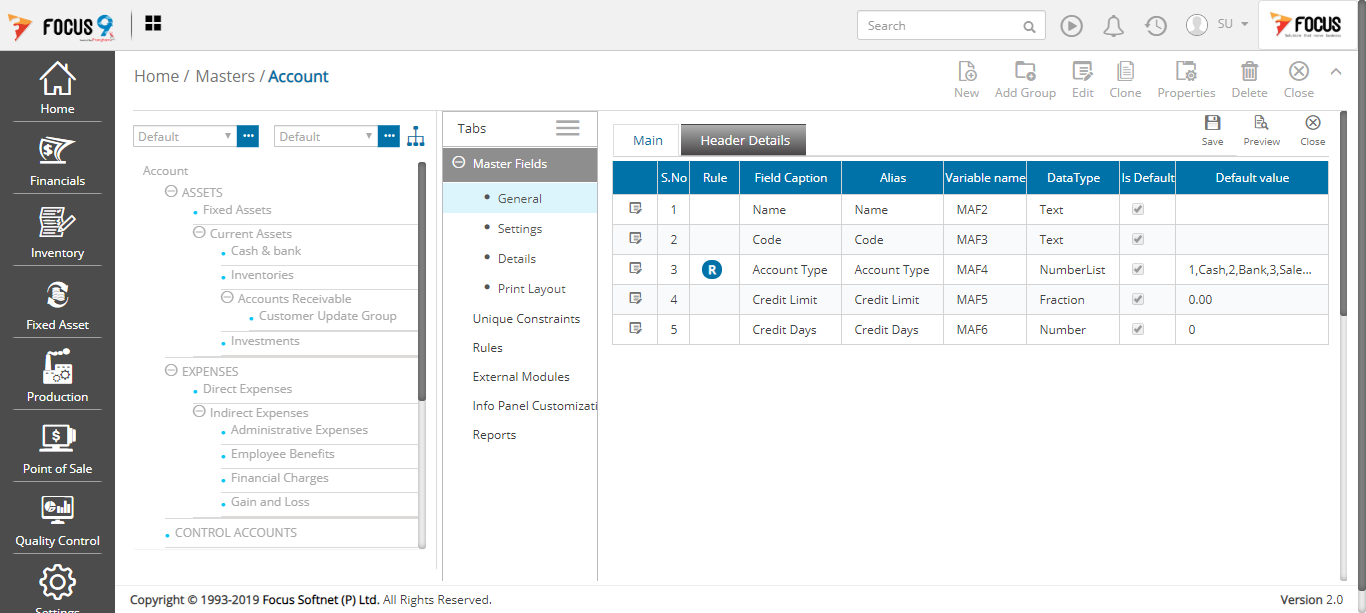 FOCUS 9
Search
SU
FOCUS
Home / Masters / Account
New
Add Group
Edit
Clone
Properties
Delete
Close
Home
Financials
Inventory
Fixed Asset
Production
Point of Sale
Quality Control
Settings
Default
Default
Account
ASSETS
Fixed Assets
Current Assets
Cash & bank
Inventories
Accounts Receivable
Customer Update Group
Investments
EXPENSES
Direct Expenses
Indirect Expenses
Administrative Expenses
Employee Benefits
Financial Charges
Gain and Loss
CONTROL ACCOUNTS
Tabs
Master Fields
General
Settings
Details
Print Layout
Unique Constraints
Rules
External Modules
Info Panel Customizati
Reports
Main
Header Details
Save
Preview
Close
S.No Rule Field Caption Alias Variable name DataType Is Default Default value
1 Name Name MAF2 Text
2 Code Code MAF3 Text
3 R Account Type Account Type MAF4 NumberList 1,Cash,2,Bank,3,Sale...
4 Credit Limit Credit Limit MAF5 Fraction 0.00
5 Credit Days Credit Days MAF6 Number 0
Copyright © 1993-2019 Focus Softnet (P) Ltd. All Rights Reserved.
Version 2.0